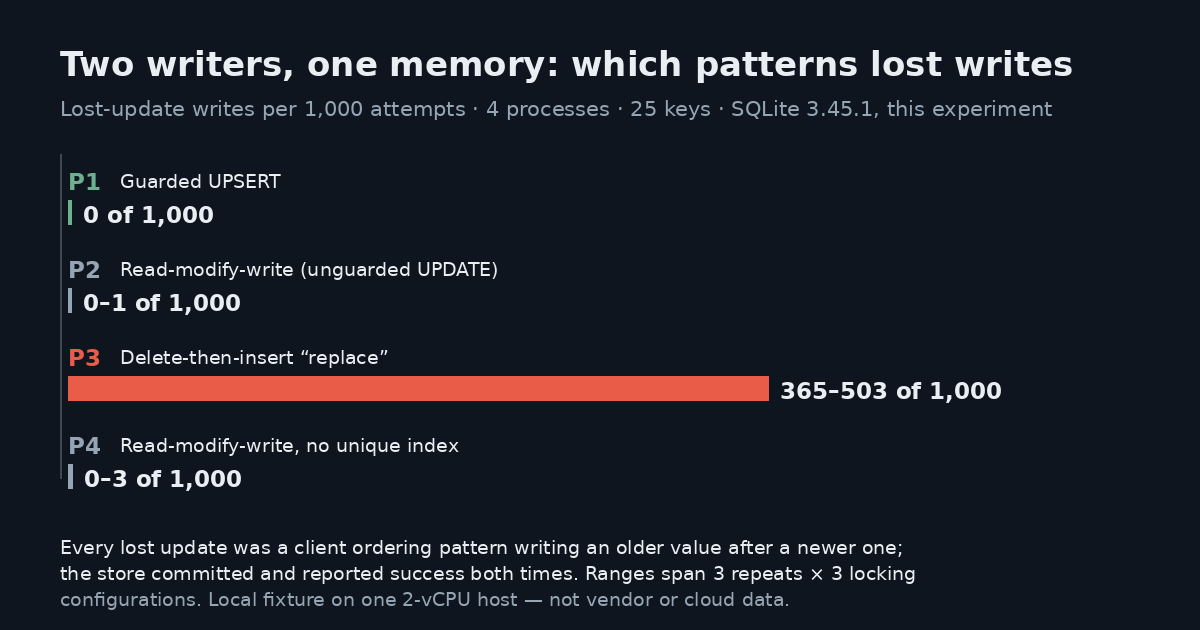 Two writers, one memory: which patterns lost writes
Lost-update writes per 1,000 attempts · 4 processes · 25 keys · SQLite 3.45.1, this experiment
P1 Guarded UPSERT
0 of 1,000
P2 Read-modify-write (unguarded UPDATE)
0–1 of 1,000
P3 Delete-then-insert “replace”
365–503 of 1,000
P4 Read-modify-write, no unique index
0–3 of 1,000
Every lost update was a client ordering pattern writing an older value after a newer one;
the store committed and reported success both times. Ranges span 3 repeats × 3 locking
configurations. Local fixture on one 2-vCPU host — not vendor or cloud data.